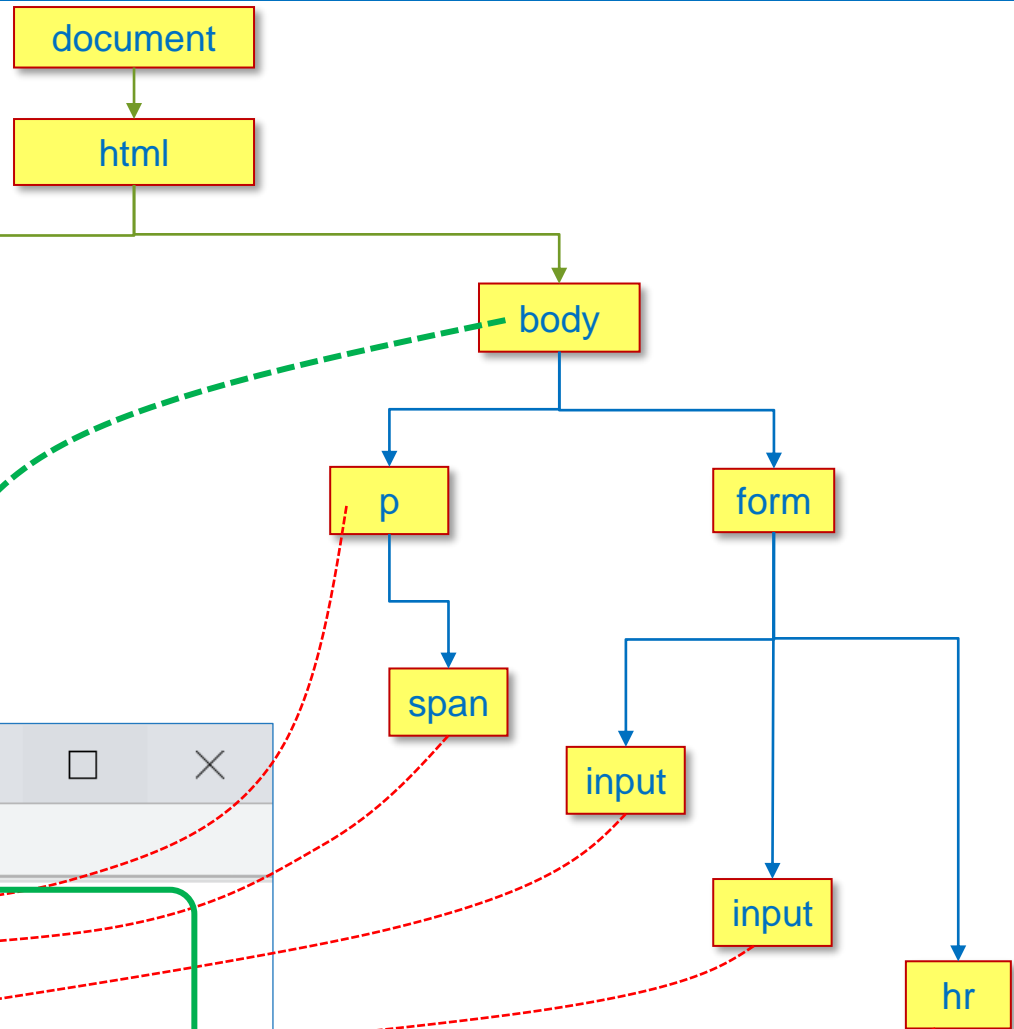 document
html
body
p
form
span
input
input
hr